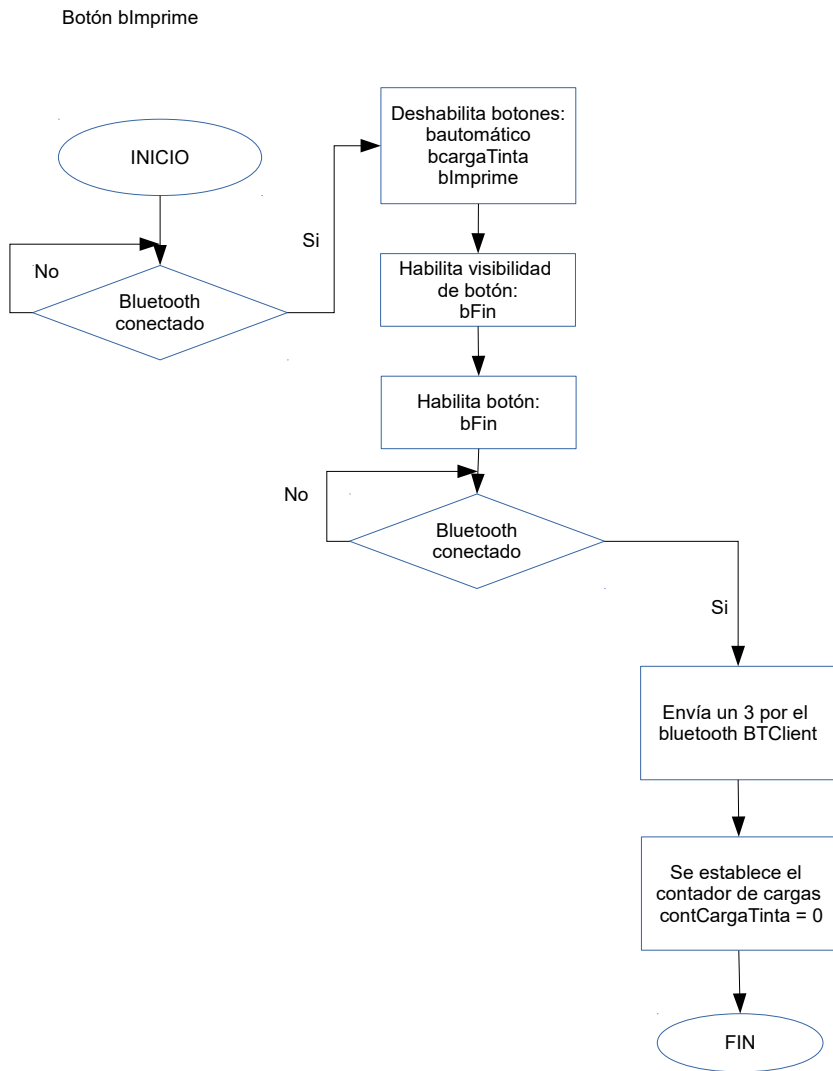 Botón bImprime
INICIO
No
Bluetooth
conectado
Si
Deshabilita botones:
bautomático
bcargaTinta
bImprime
Habilita visibilidad
de botón:
bFin
Habilita botón:
bFin
No
Bluetooth
conectado
Si
Envía un 3 por el
bluetooth BTClient
Se establece el
contador de cargas
contCargaTinta = 0
FIN